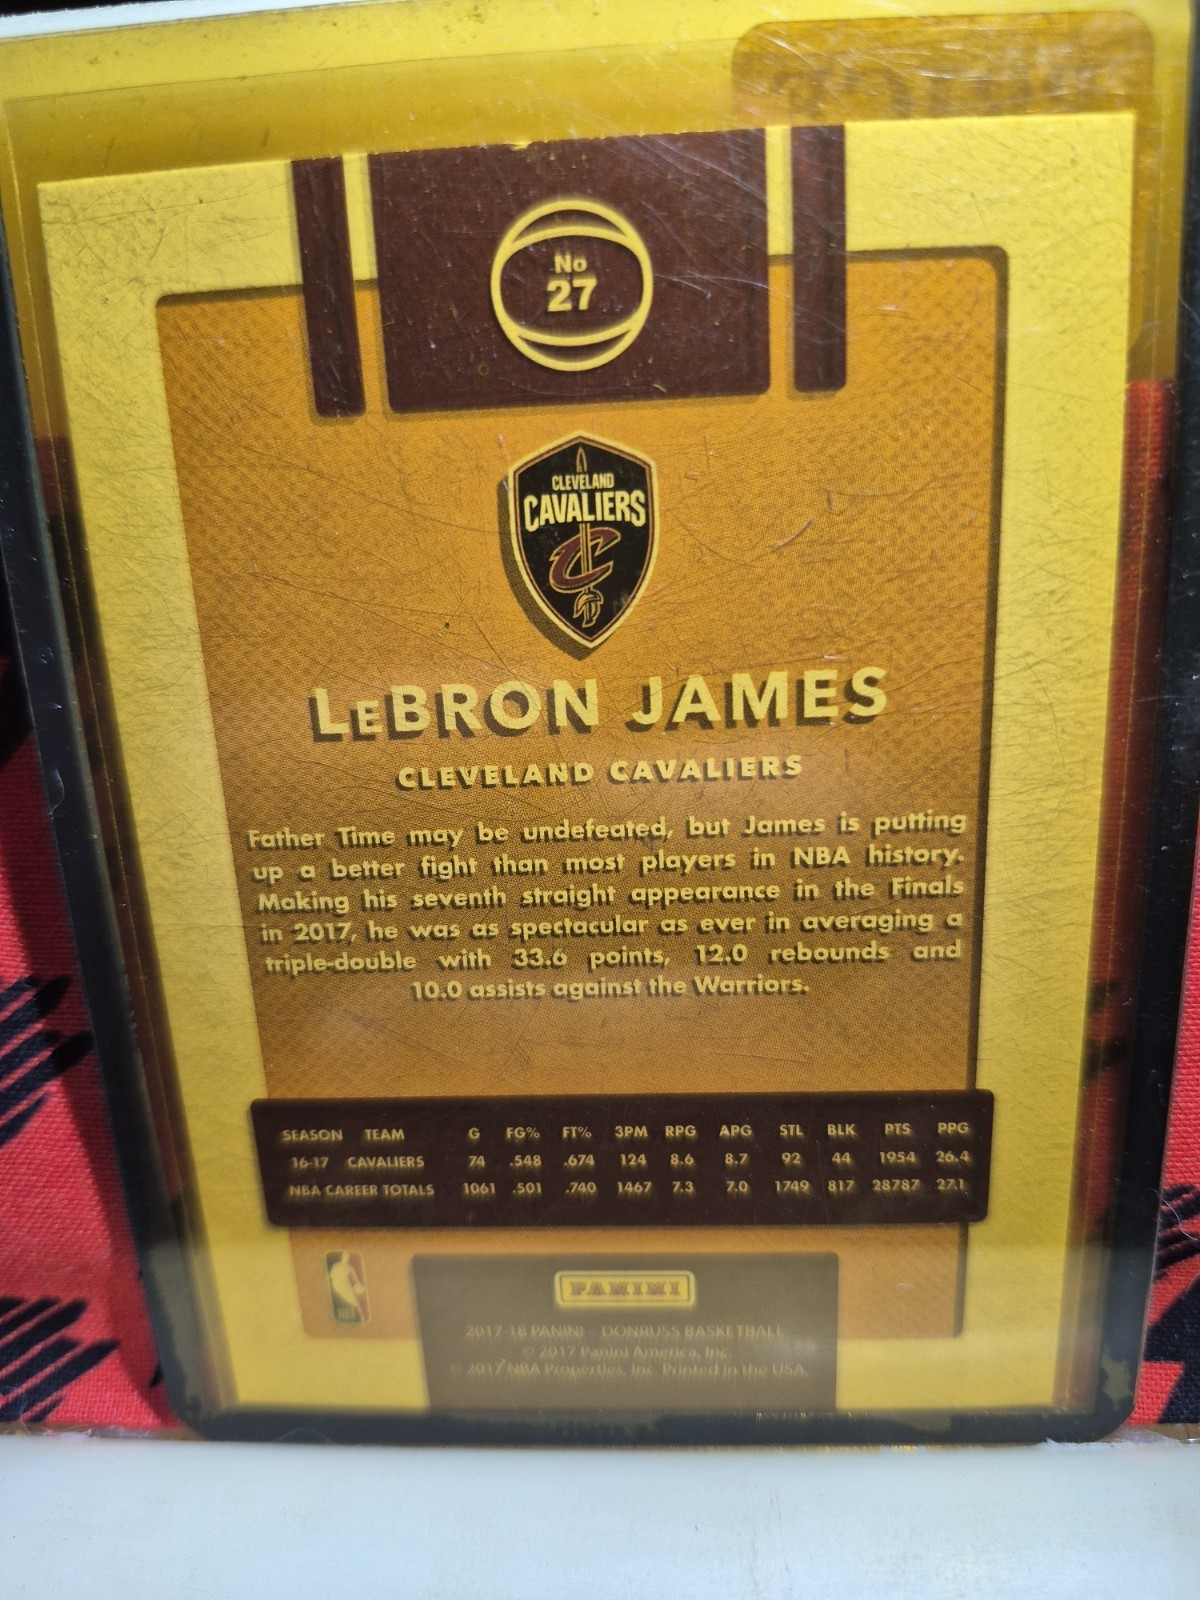 No
27
CLEVELAND
CAVALIERS
C
LeBRON JAMES
CLEVELAND CAVALIERS
Father Time may be undefeated, but James is putting
up a better fight than most players in NBA history.
Making his seventh straight appearance in the Finals
in 2017, he was as spectacular as ever in averaging a
triple-double with 33.6 points, 12.0 rebounds and
10.0 assists against the Warriors.
SEASON TEAM G FG% FT% 3PM RPG APG STL BLK PTS PPG
16-17 CAVALIERS 74 .548 .674 124 8.6 8.7 92 44 1954 26.4
NBA CAREER TOTALS 1061 .501 .740 1467 7.3 7.0 1749 817 28787 27.1
NBA
PANINI
2017-18 PANINI – DONRUSS BASKETBALL
© 2017 Panini America, Inc.
© 2017 NBA Properties, Inc. Printed in the USA.